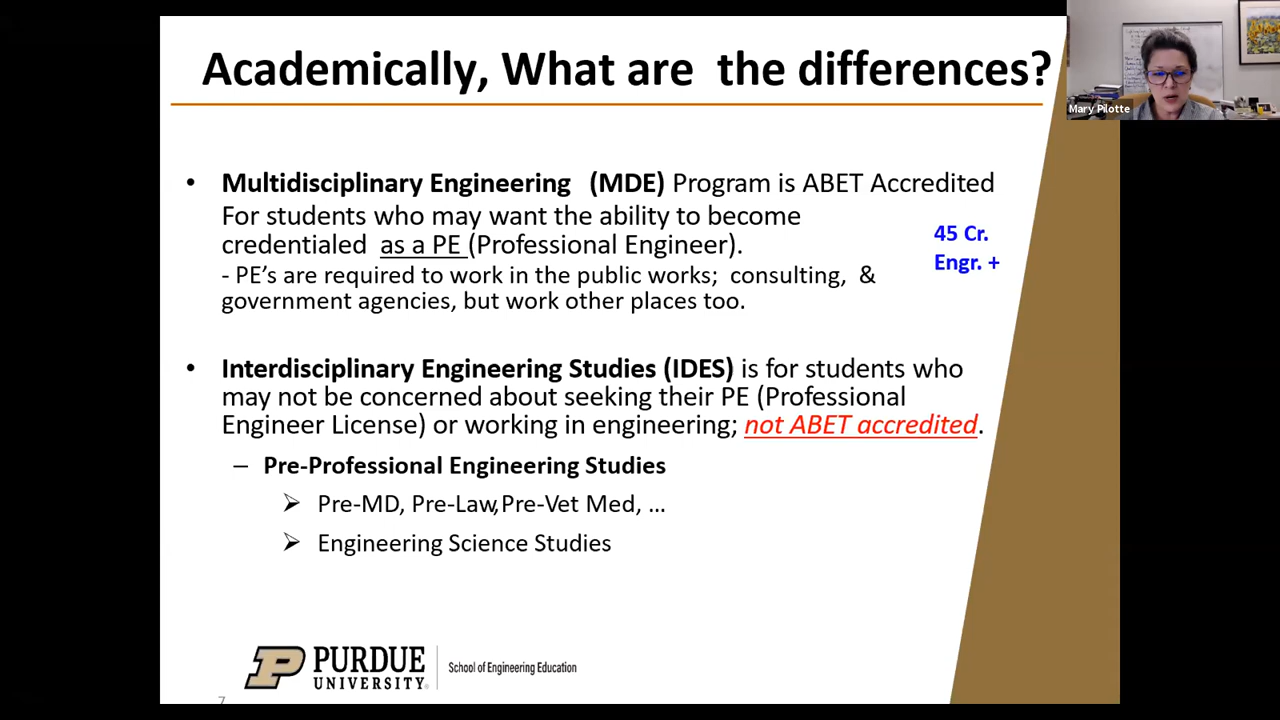 Academically, What are the differences?
Mary Pilotte
• Multidisciplinary Engineering (MDE) Program is ABET Accredited
For students who may want the ability to become
credentialed as a PE (Professional Engineer).
45 Cr.
Engr. +
- PE's are required to work in the public works; consulting, &
government agencies, but work other places too.
• Interdisciplinary Engineering Studies (IDES) is for students who
may not be concerned about seeking their PE (Professional
Engineer License) or working in engineering; not ABET accredited.
– Pre-Professional Engineering Studies
➢ Pre-MD, Pre-Law,Pre-Vet Med, …
➢ Engineering Science Studies
P PURDUE
UNIVERSITY®
School of Engineering Education
7